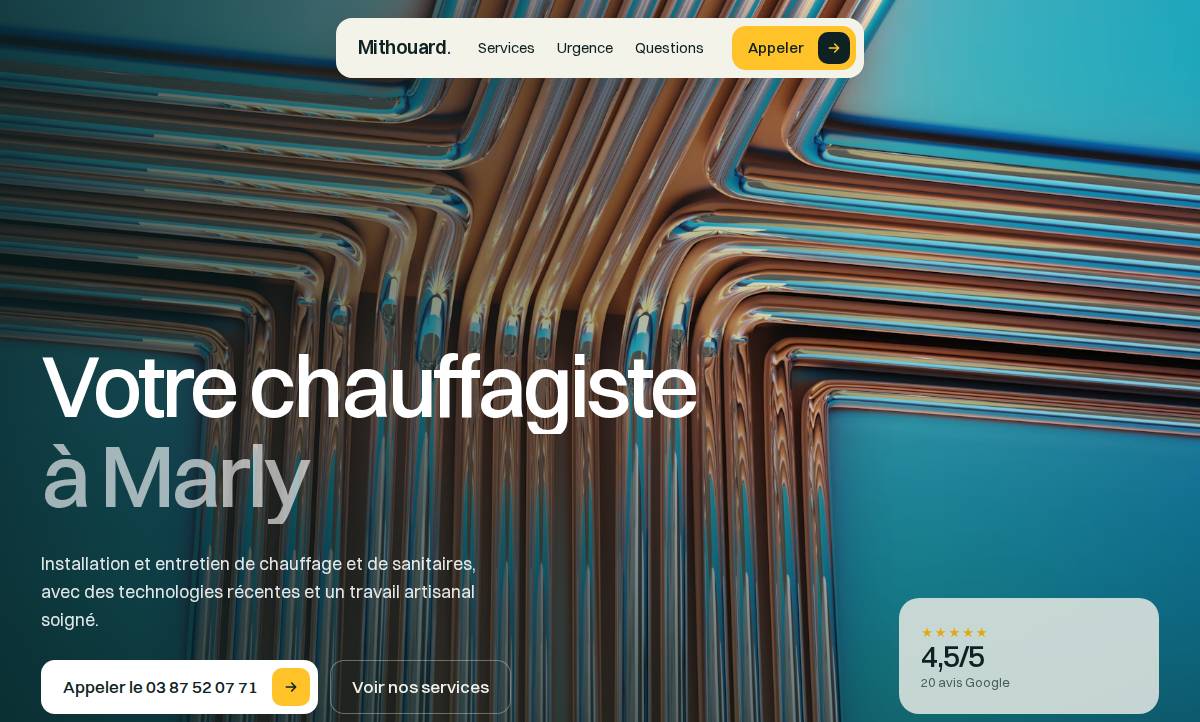 Mithouard. Services Urgence Questions Appeler
Votre chauffagiste
à Marly
Installation et entretien de chauffage et de sanitaires,
avec des technologies récentes et un travail artisanal
soigné.
Appeler le 03 87 52 07 71 Voir nos services
★★★★★
4,5/5
20 avis Google